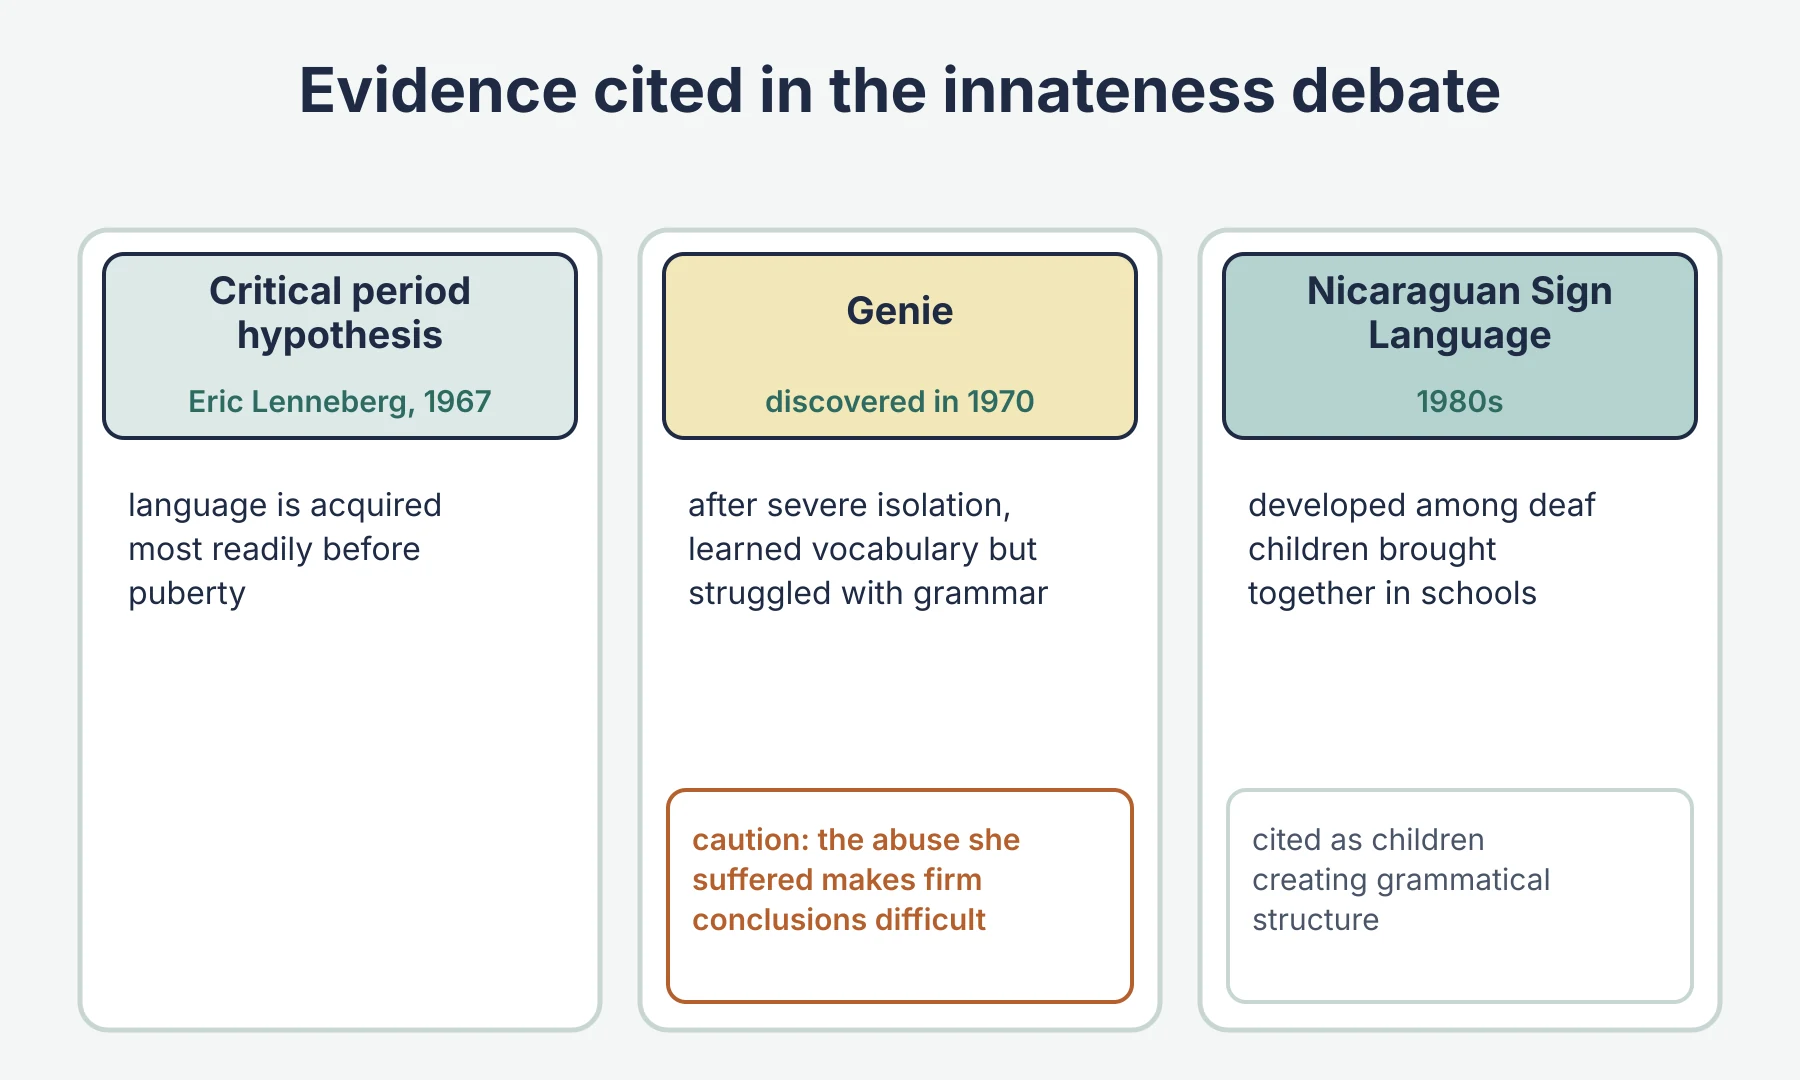 Evidence cited in the innateness debate
Critical period
hypothesis
Eric Lenneberg, 1967
language is acquired
most readily before
puberty
Genie
discovered in 1970
after severe isolation,
learned vocabulary but
struggled with grammar
caution: the abuse she
suffered makes firm
conclusions difficult
Nicaraguan Sign
Language
1980s
developed among deaf
children brought
together in schools
cited as children
creating grammatical
structure